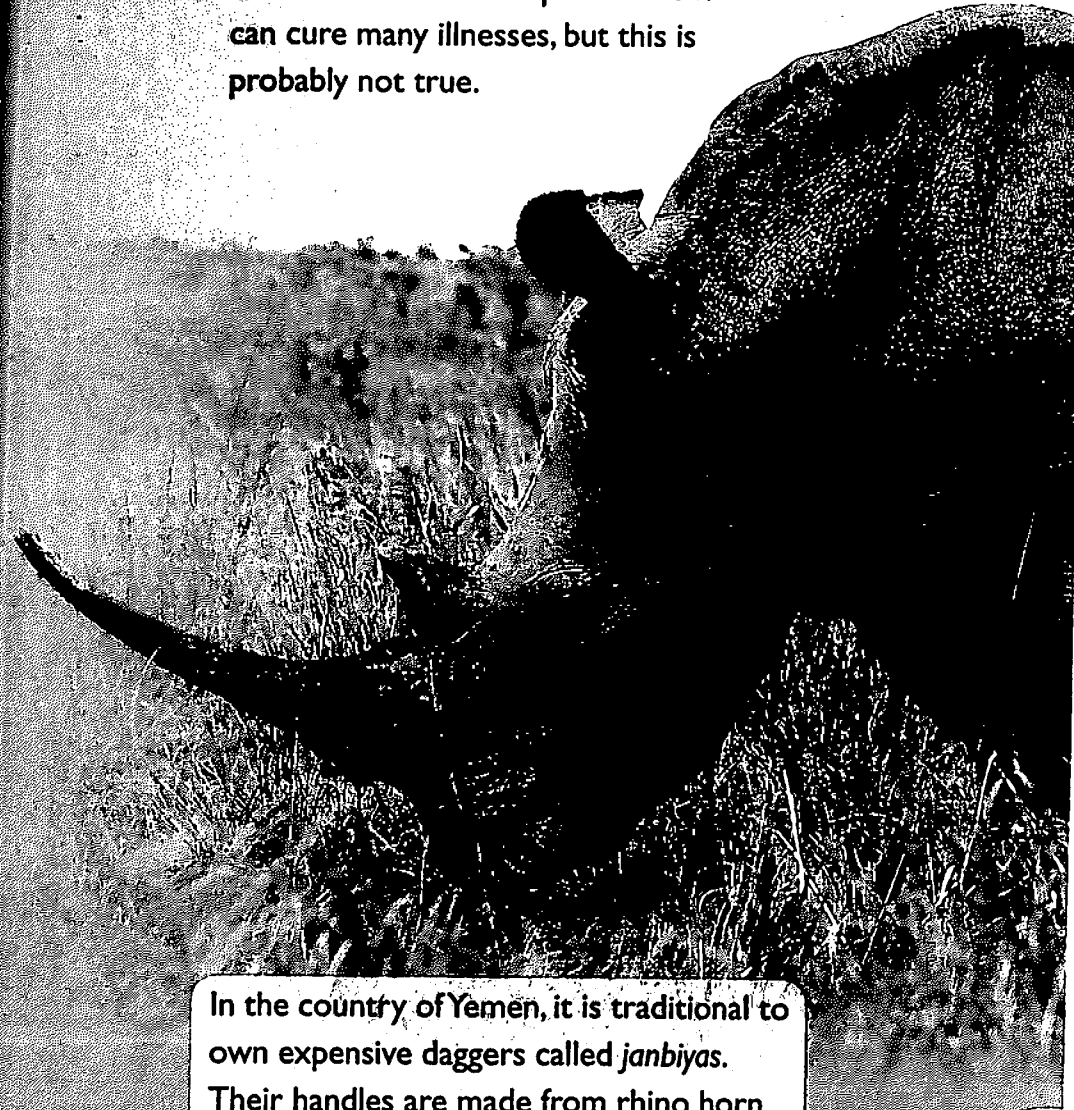 can cure many illnesses, but this is
probably not true.
In the country of Yemen, it is traditional to
own expensive daggers called janbiyas.
Their handles are made from rhino horn